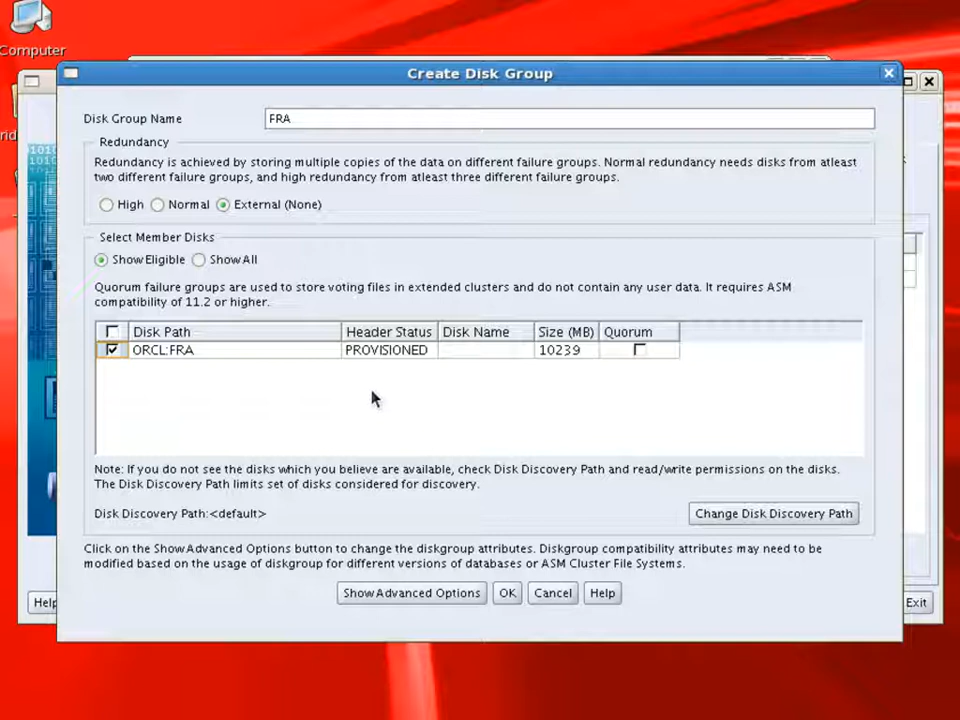 Computer
Create Disk Group
Disk Group Name FRA
Redundancy
Redundancy is achieved by storing multiple copies of the data on different failure groups. Normal redundancy needs disks from atleast
two different failure groups, and high redundancy from atleast three different failure groups.
High Normal External (None)
Select Member Disks
Show Eligible Show All
Quorum failure groups are used to store voting files in extended clusters and do not contain any user data. It requires ASM
compatibility of 11.2 or higher.
Disk Path Header Status Disk Name Size (MB) Quorum
ORCL:FRA PROVISIONED 10239
Note: If you do not see the disks which you believe are available, check Disk Discovery Path and read/write permissions on the disks.
The Disk Discovery Path limits set of disks considered for discovery.
Disk Discovery Path:<default> Change Disk Discovery Path
Click on the Show Advanced Options button to change the diskgroup attributes. Diskgroup compatibility attributes may need to be
modified based on the usage of diskgroup for different versions of databases or ASM Cluster File Systems.
Show Advanced Options OK Cancel Help
Help Exit